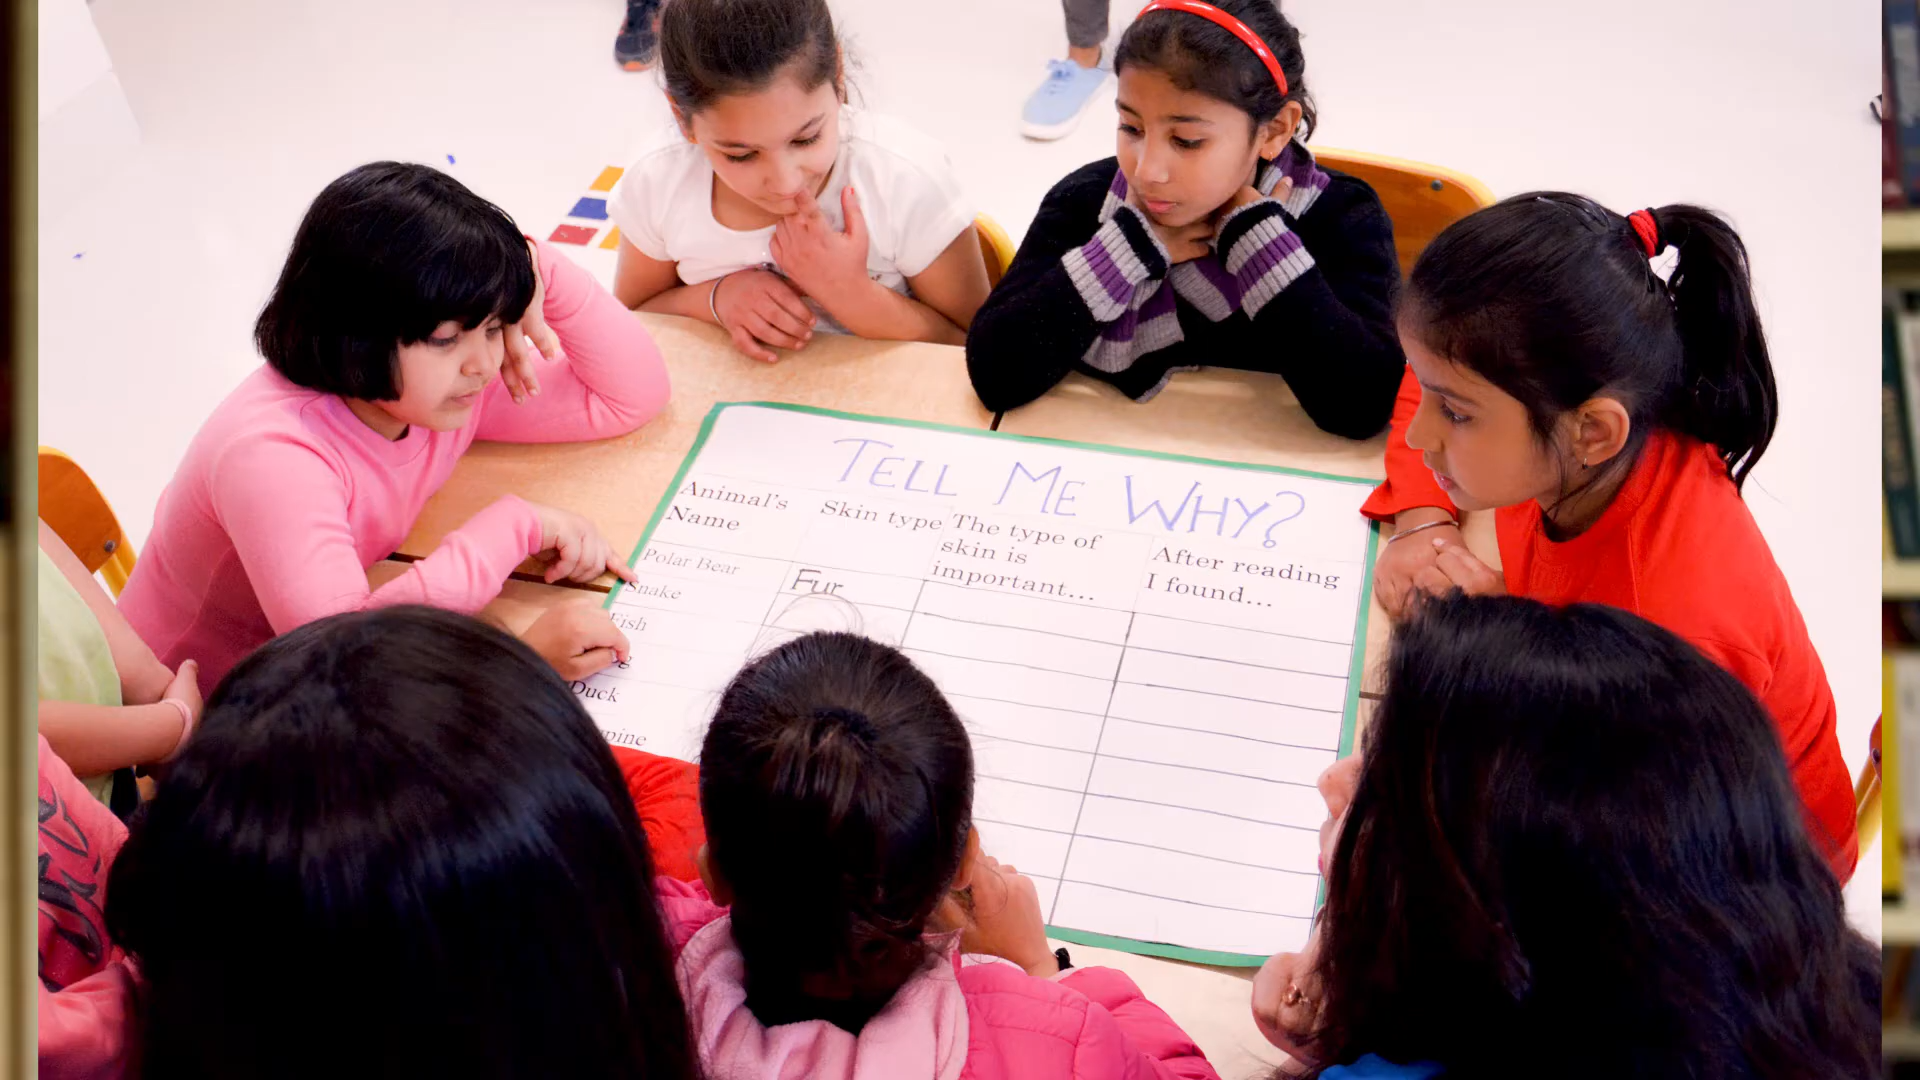 TELL ME WHY?
Animal's
Name
Skin type
The type of
skin is
important...
After reading
I found...
Polar Bear
Fur
Snake
Fish
Duck